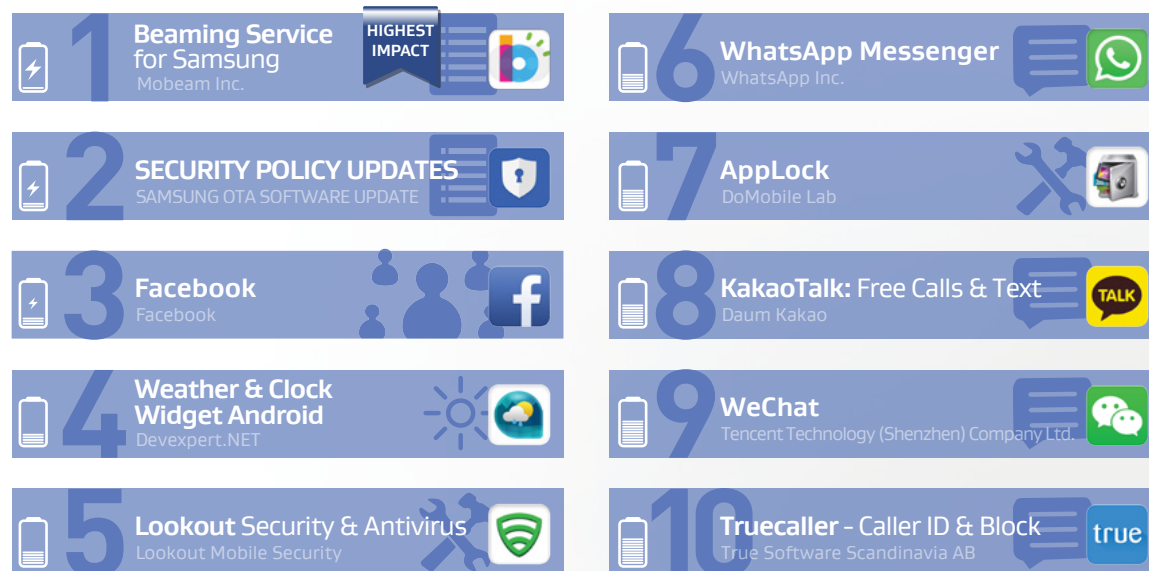 1
Beaming Service
for Samsung
Mobeam Inc.
HIGHEST
IMPACT
b
2
SECURITY POLICY UPDATES
SAMSUNG OTA SOFTWARE UPDATE
3
Facebook
Facebook
f
4
Weather & Clock
Widget Android
Devexpert.NET
5
Lookout Security & Antivirus
Lookout Mobile Security
6
WhatsApp Messenger
WhatsApp Inc.
7
AppLock
DoMobile Lab
8
KakaoTalk: Free Calls & Text
Daum Kakao
TALK
9
WeChat
Tencent Technology (Shenzhen) Company Ltd.
10
Truecaller - Caller ID & Block
True Software Scandinavia AB
true